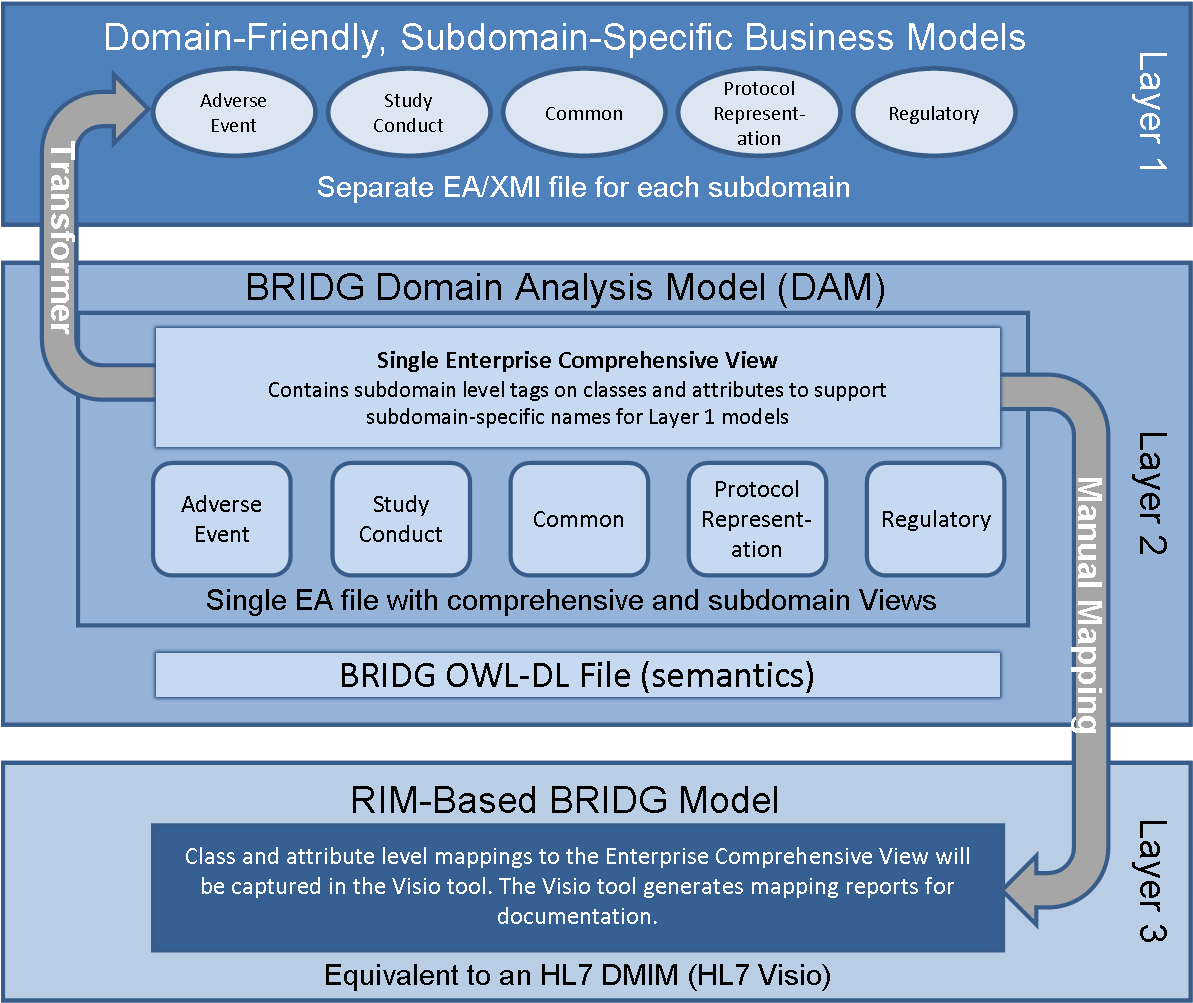 Domain-Friendly, Subdomain-Specific Business Models
Adverse
Event
Study
Conduct
Common
Protocol
Represent-
ation
Regulatory
Separate EA/XMI file for each subdomain
Layer 1
Transformer
BRIDG Domain Analysis Model (DAM)
Single Enterprise Comprehensive View
Contains subdomain level tags on classes and attributes to support
subdomain-specific names for Layer 1 models
Adverse
Event
Study
Conduct
Common
Protocol
Represent-
ation
Regulatory
Single EA file with comprehensive and subdomain Views
BRIDG OWL-DL File (semantics)
Layer 2
Manual Mapping
RIM-Based BRIDG Model
Class and attribute level mappings to the Enterprise Comprehensive View will
be captured in the Visio tool. The Visio tool generates mapping reports for
documentation.
Equivalent to an HL7 DMIM (HL7 Visio)
Layer 3